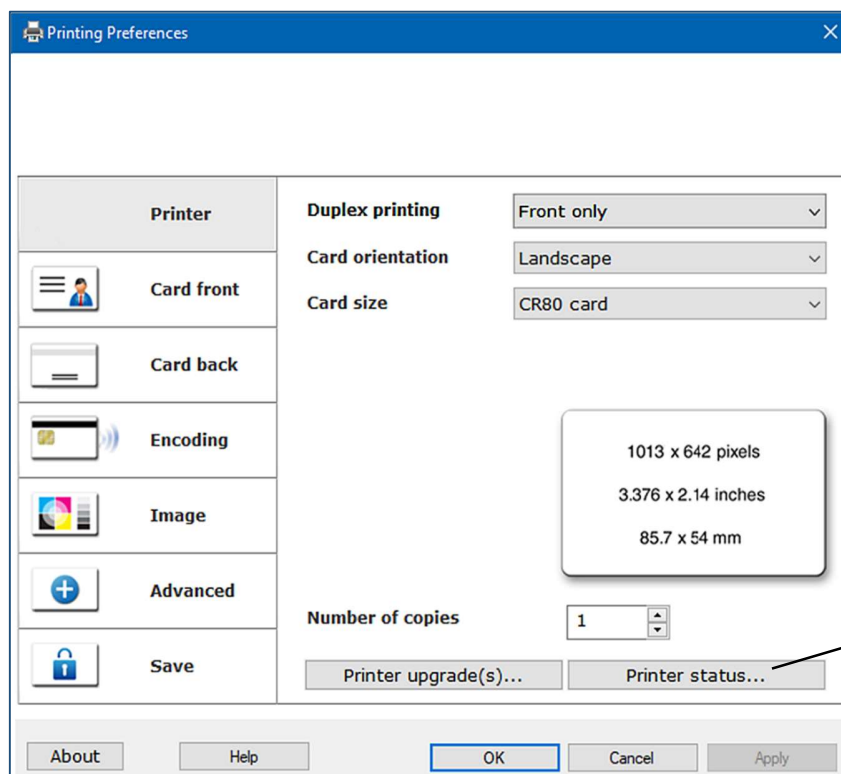 Printing Preferences
Printer
Duplex printing
Front only
Card orientation
Landscape
Card front
Card size
CR80 card
Card back
Encoding
1013 x 642 pixels
3.376 x 2.14 inches
85.7 x 54 mm
Image
Advanced
Number of copies
1
Save
Printer upgrade(s)...
Printer status...
About
Help
OK
Cancel
Apply